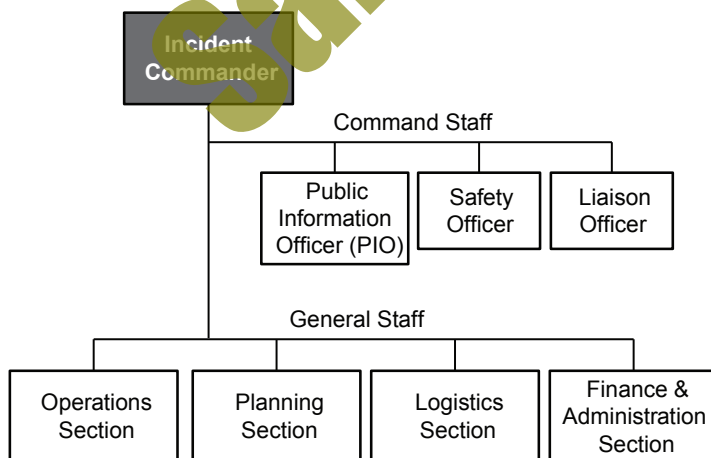 Incident
Commander
Command Staff
Public
Information
Officer (PIO)
Safety
Officer
Liaison
Officer
General Staff
Operations
Section
Planning
Section
Logistics
Section
Finance &
Administration
Section